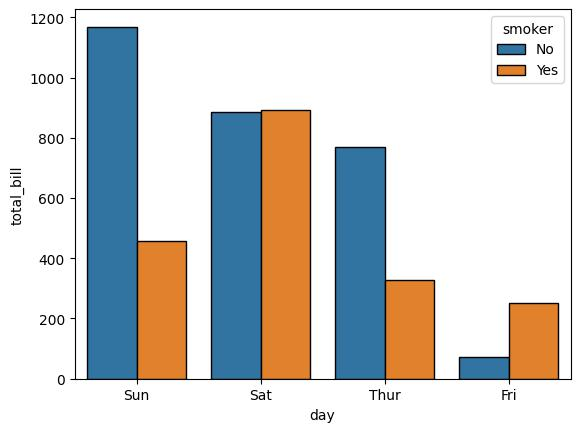 smoker
No
Yes
1200
1000
800
600
400
200
0
total_bill
Sun
Sat
Thur
Fri
day